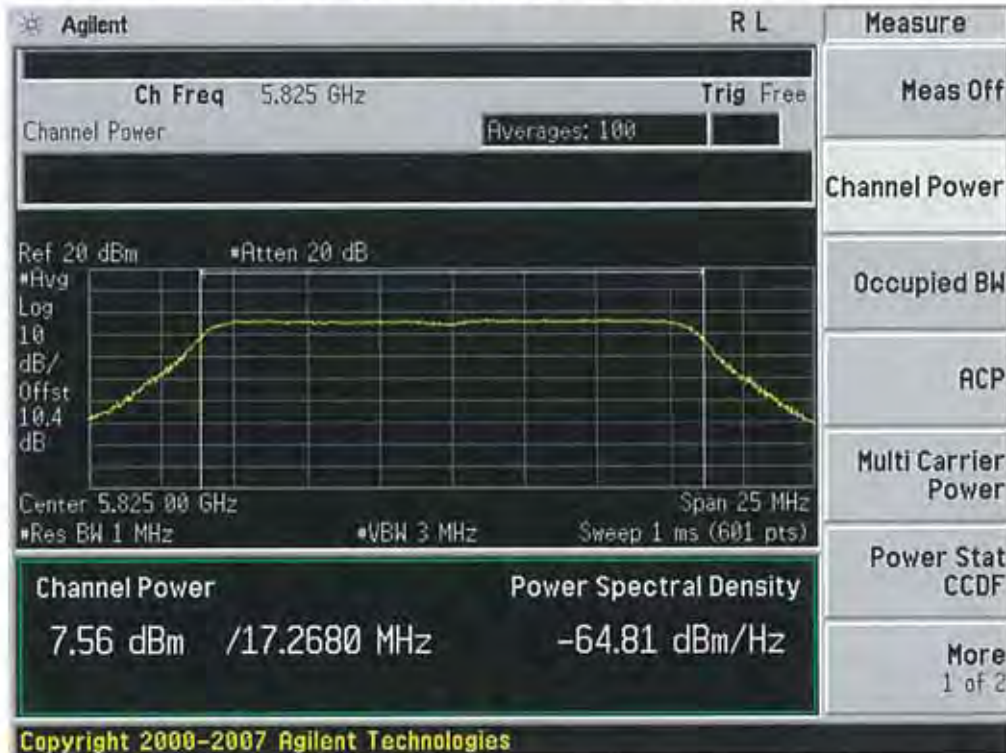 Agilent R L Measure
Ch Freq 5.825 GHz Trig Free
Meas Off
Channel Power Averages: 100
Channel Power
Ref 20 dBm *Atten 20 dB
*Avg
Log
10
dB/
Offst
10.4
dB
Occupied BW
ACP
Multi Carrier
Power
Center 5.825 00 GHz Span 25 MHz
*Res BW 1 MHz *VBW 3 MHz Sweep 1 ms (601 pts)
Power Stat
CCDF
Channel Power Power Spectral Density
7.56 dBm /17.2680 MHz -64.81 dBm/Hz
More
1 of 2
Copyright 2000-2007 Agilent Technologies